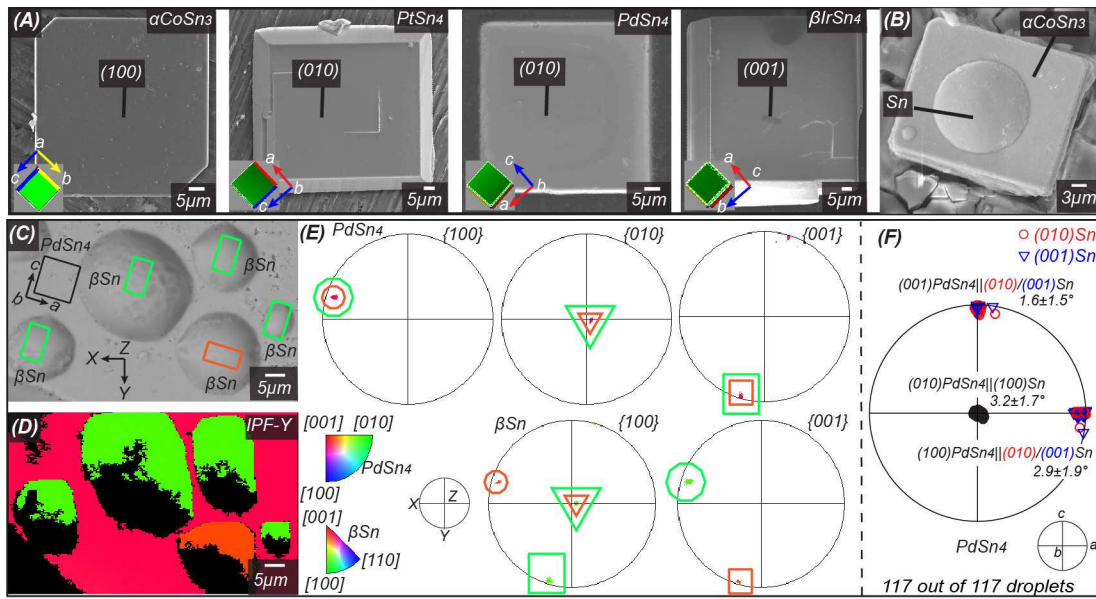 (A)
αCoSn3
(100)
a
c
b
5μm
PtSn4
(010)
a
b
c
5μm
PdSn4
(010)
c
b
a
5μm
βIrSn4
(001)
a
c
b
5μm
(B)
αCoSn3
Sn
3μm
(C)
PdSn4
c
b
a
βSn
βSn
βSn
βSn
βSn
X
Z
Y
5μm
(D)
IPF-Y
5μm
[001] [010]
PdSn4
[100]
[001]
βSn
[110]
[100]
(E)
PdSn4
{100}
{010}
{001}
βSn
{100}
{001}
X
Z
Y
(F)
(010)Sn
(001)Sn
(001)PdSn4||(010)/(001)Sn
1.6±1.5°
(010)PdSn4||(100)Sn
3.2±1.7°
(100)PdSn4||(010)/(001)Sn
2.9±1.9°
c
b
a
PdSn4
117 out of 117 droplets